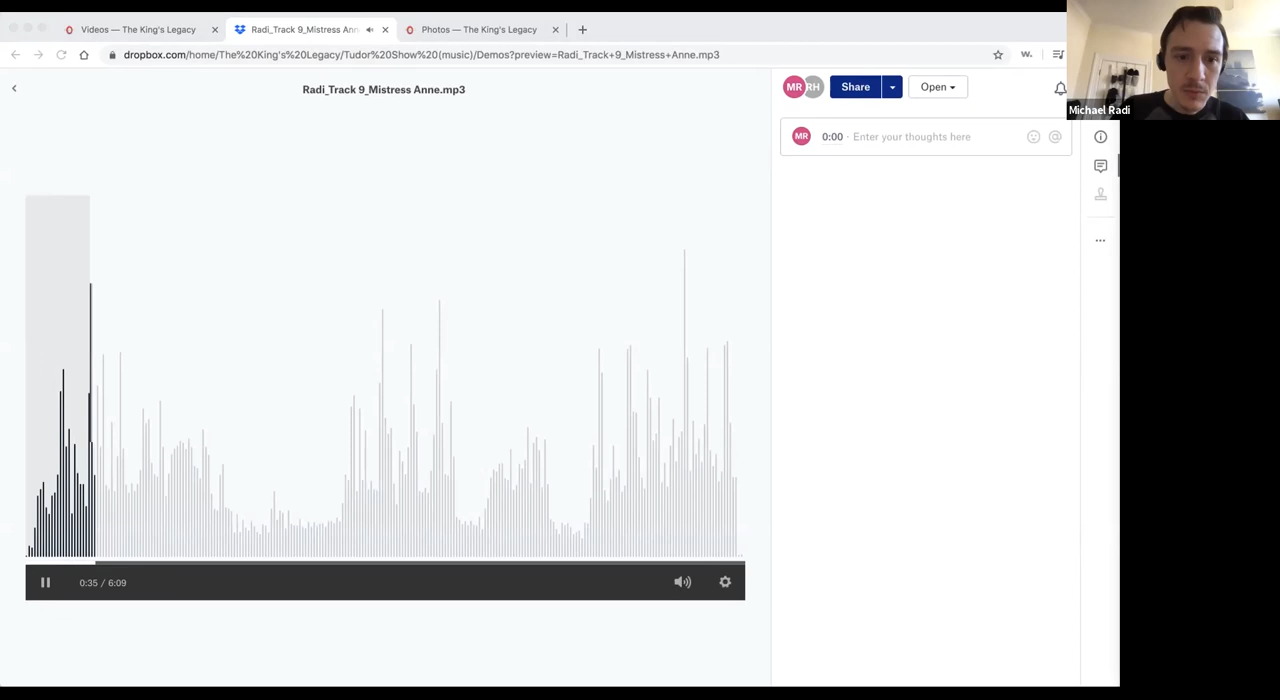 Videos — The King's Legacy
Radi_Track 9_Mistress Ann
Photos — The King's Legacy
dropbox.com/home/The%20King's%20Legacy/Tudor%20Show%20(music)/Demos?preview=Radi_Track+9_Mistress+Anne.mp3
W.
Radi_Track 9_Mistress Anne.mp3
MR RH Share Open
Michael Radi
MR 0:00 · Enter your thoughts here
0:35 / 6:09